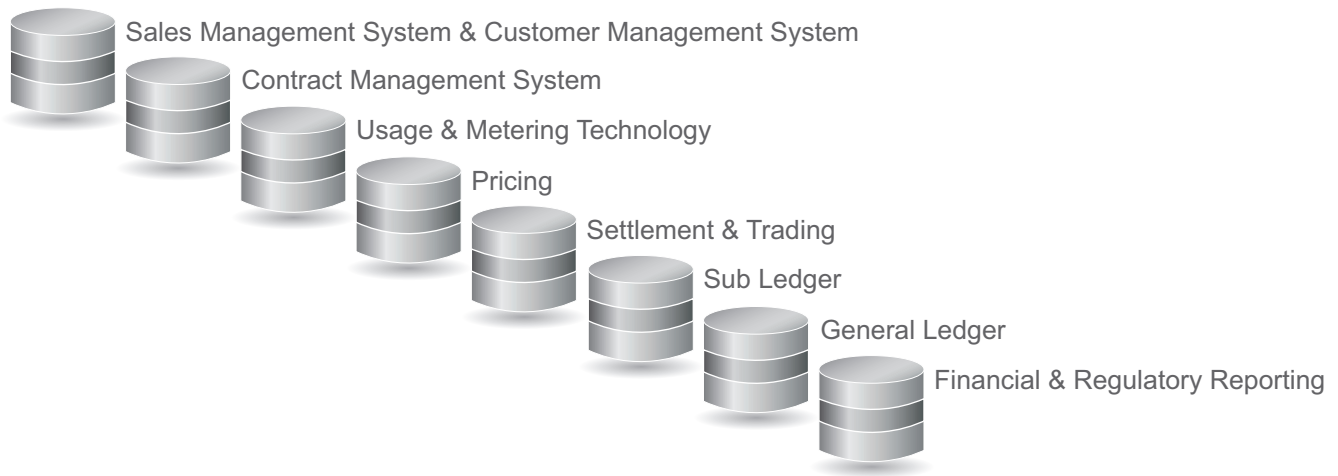 Sales Management System & Customer Management System
Contract Management System
Usage & Metering Technology
Pricing
Settlement & Trading
Sub Ledger
General Ledger
Financial & Regulatory Reporting